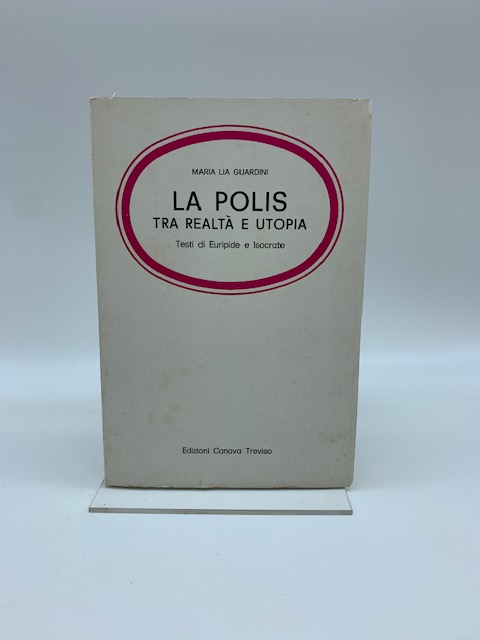 MARIA LIA GUARDINI
LA POLIS
TRA REALTÀ E UTOPIA
Testi di Euripide e Isocrate
Edizioni Canova Treviso